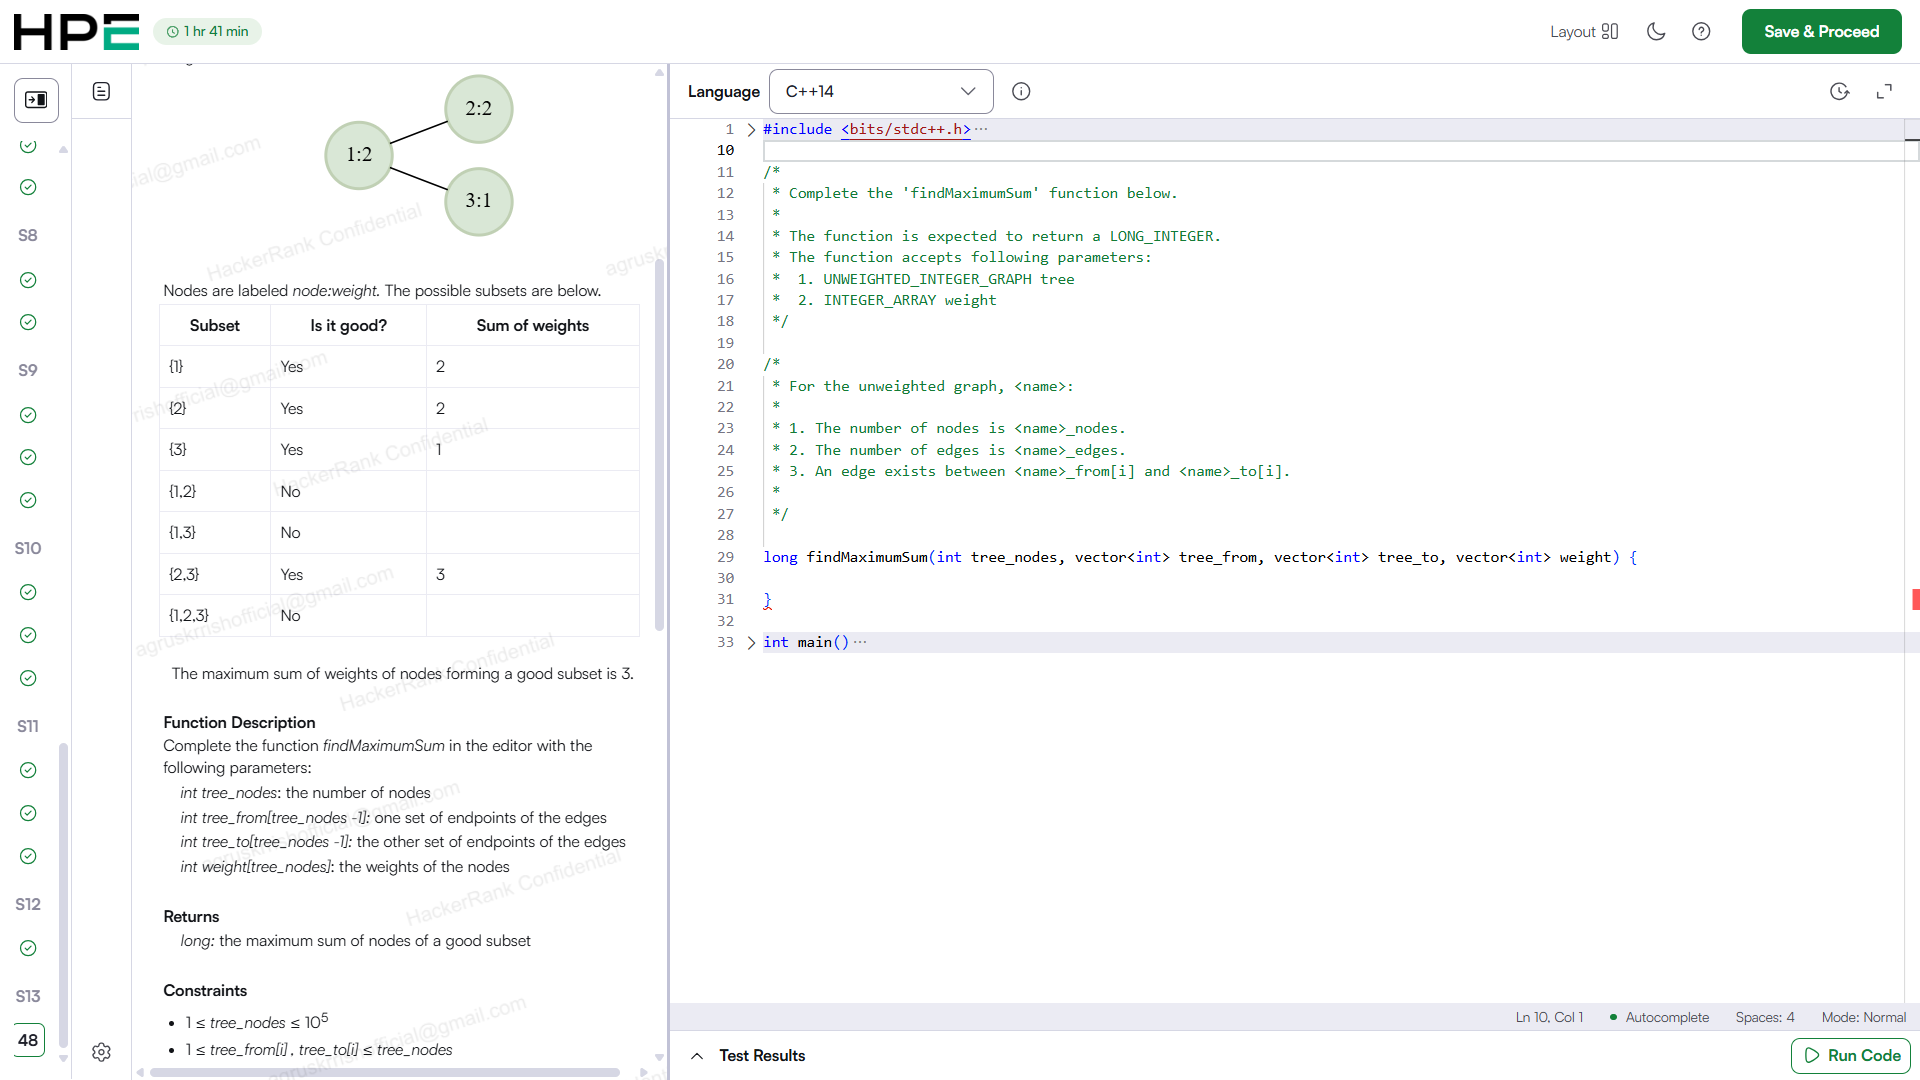 HPE
1 hr 41 min
Layout
Save & Proceed
S8
S9
S10
S11
S12
S13
48
2:2
1:2
3:1
Nodes are labeled node:weight. The possible subsets are below.
Subset Is it good? Sum of weights
{1} Yes 2
{2} Yes 2
{3} Yes 1
{1,2} No
{1,3} No
{2,3} Yes 3
{1,2,3} No
The maximum sum of weights of nodes forming a good subset is 3.
Function Description
Complete the function findMaximumSum in the editor with the
following parameters:
int tree_nodes: the number of nodes
int tree_from[tree_nodes -1]: one set of endpoints of the edges
int tree_to[tree_nodes -1]: the other set of endpoints of the edges
int weight[tree_nodes]: the weights of the nodes
Returns
long: the maximum sum of nodes of a good subset
Constraints
• 1 ≤ tree_nodes ≤ 10^5
• 1 ≤ tree_from[i] , tree_to[i] ≤ tree_nodes
HackerRank Confidential
HackerRank Confidential
HackerRank Confidential
HackerRank Confidential
Language C++14
1 #include <bits/stdc++.h> ···
10
11 /*
12 * Complete the 'findMaximumSum' function below.
13 *
14 * The function is expected to return a LONG_INTEGER.
15 * The function accepts following parameters:
16 * 1. UNWEIGHTED_INTEGER_GRAPH tree
17 * 2. INTEGER_ARRAY weight
18 */
19
20 /*
21 * For the unweighted graph, <name>:
22 *
23 * 1. The number of nodes is <name>_nodes.
24 * 2. The number of edges is <name>_edges.
25 * 3. An edge exists between <name>_from[i] and <name>_to[i].
26 *
27 */
28
29 long findMaximumSum(int tree_nodes, vector<int> tree_from, vector<int> tree_to, vector<int> weight) {
30
31 }
32
33 int main() ···
Ln 10, Col 1 • Autocomplete Spaces: 4 Mode: Normal
Test Results
Run Code